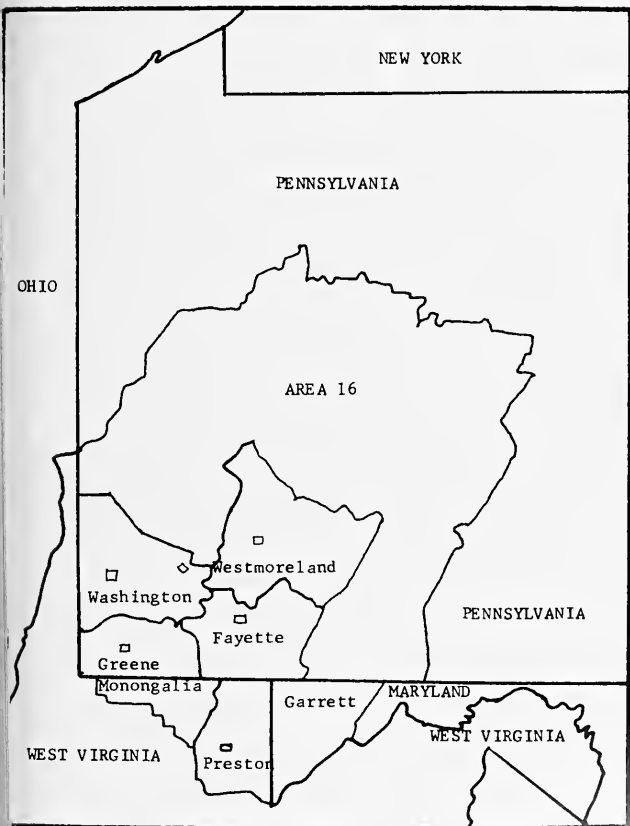 NEW YORK
PENNSYLVANIA
OHIO
AREA 16
Westmoreland
Washington
Fayette
PENNSYLVANIA
Greene
Monongalia
Garrett
MARYLAND
WEST VIRGINIA
WEST VIRGINIA
Preston